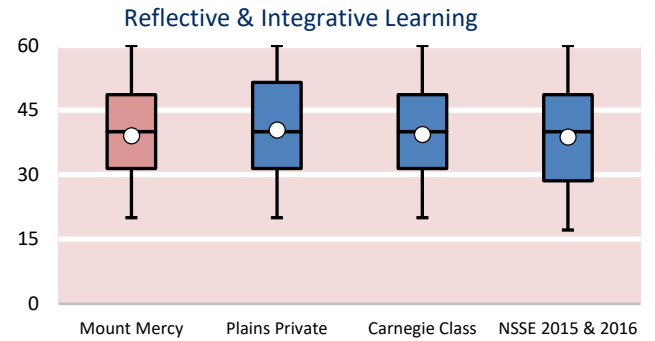 Reflective & Integrative Learning
60
45
30
15
0
Mount Mercy
Plains Private
Carnegie Class
NSSE 2015 & 2016